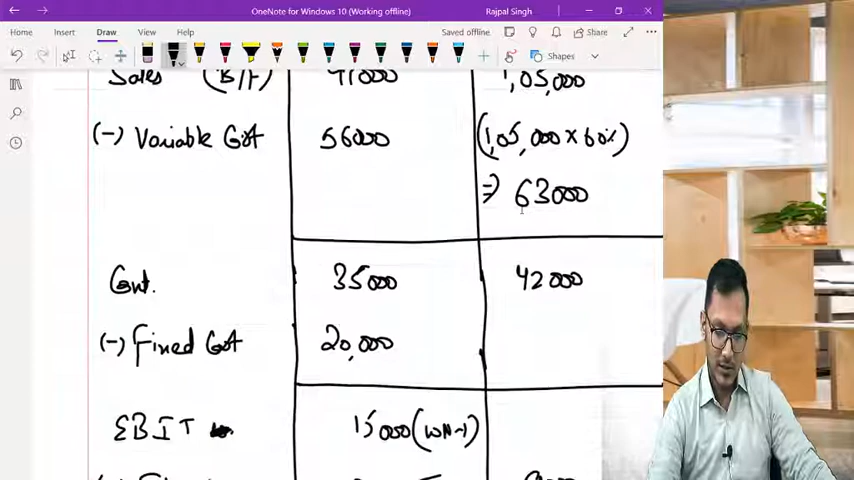 OneNote for Windows 10 (Working offline)
Rajpal Singh
Home Insert Draw View Help
Saved offline Share
Shapes
Sales (B/F) 91000 1,05,000
(-) Variable Cost 56000 (1,05,000 x 60%)
⇒ 63000
Cont. 35000 42000
(-) Fixed Cost 20,000
EBIT 15000 (WN-1)